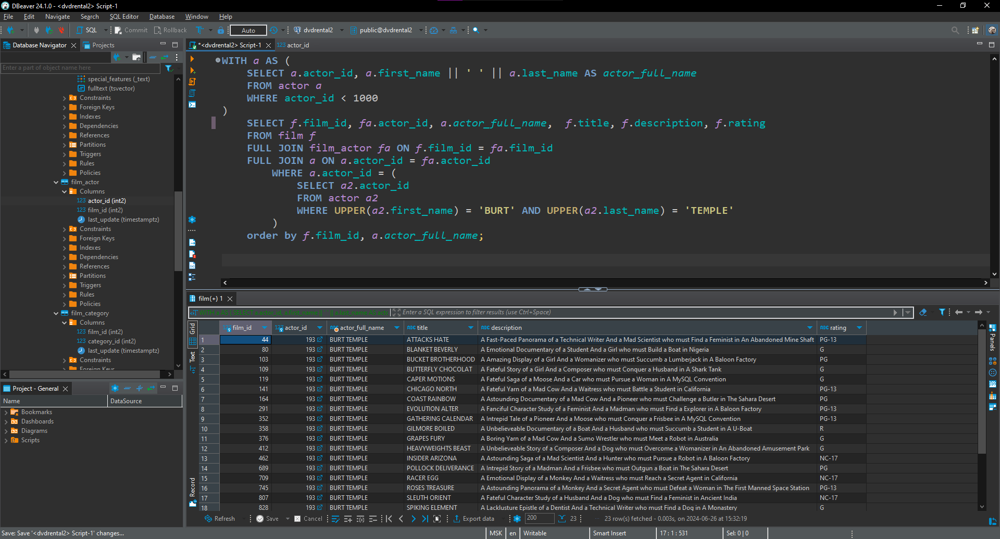 DBeaver 24.1.0 - <dvdrental2> Script-1
File Edit Navigate Search SQL Editor Database Window Help
SQL Commit Rollback Auto dvdrental2 public@dvdrental2
Database Navigator Projects
Enter a part of object name here
special_features (_text)
fulltext (tsvector)
Constraints
Foreign Keys
Indexes
Dependencies
References
Partitions
Triggers
Rules
Policies
film_actor
Columns
123 actor_id (int2)
123 film_id (int2)
last_update (timestamptz)
Constraints
Foreign Keys
Indexes
Dependencies
References
Partitions
Triggers
Rules
Policies
film_category
Columns
123 film_id (int2)
123 category_id (int2)
last_update (timestamptz)
Constraints
Foreign Keys
Project - General
Name DataSource
Bookmarks
Dashboards
Diagrams
Scripts
*<dvdrental2> Script-1 123 actor_id
WITH a AS (
SELECT a.actor_id, a.first_name || ' ' || a.last_name AS actor_full_name
FROM actor a
WHERE actor_id < 1000
)
SELECT f.film_id, fa.actor_id, a.actor_full_name,  f.title, f.description, f.rating
FROM film f
FULL JOIN film_actor fa ON f.film_id = fa.film_id
FULL JOIN a ON a.actor_id = fa.actor_id
WHERE a.actor_id = (
SELECT a2.actor_id
FROM actor a2
WHERE UPPER(a2.first_name) = 'BURT' AND UPPER(a2.last_name) = 'TEMPLE'
)
order by f.film_id, a.actor_full_name;
film(+) 1
WITH a AS ( SELECT a.actor_id, a.first_name || ' ' || a.last_name AS act Enter a SQL expression to filter results (use Ctrl+Space)
Grid
Text
Record
Panels
123 film_id 123 actor_id ABC actor_full_name ABC title ABC description ABC rating
1 44 193 BURT TEMPLE ATTACKS HATE A Fast-Paced Panorama of a Technical Writer And a Mad Scientist who must Find a Feminist in An Abandoned Mine Shaft PG-13
2 80 193 BURT TEMPLE BLANKET BEVERLY A Emotional Documentary of a Student And a Girl who must Build a Boat in Nigeria G
3 103 193 BURT TEMPLE BUCKET BROTHERHOOD A Amazing Display of a Girl And a Womanizer who must Succumb a Lumberjack in A Baloon Factory PG
4 109 193 BURT TEMPLE BUTTERFLY CHOCOLAT A Fateful Story of a Girl And a Composer who must Conquer a Husband in A Shark Tank G
5 119 193 BURT TEMPLE CAPER MOTIONS A Fateful Saga of a Moose And a Car who must Pursue a Woman in A MySQL Convention G
6 141 193 BURT TEMPLE CHICAGO NORTH A Fateful Yarn of a Mad Cow And a Waitress who must Battle a Student in California PG-13
7 164 193 BURT TEMPLE COAST RAINBOW A Astounding Documentary of a Mad Cow And a Pioneer who must Challenge a Butler in The Sahara Desert PG
8 291 193 BURT TEMPLE EVOLUTION ALTER A Fanciful Character Study of a Feminist And a Madman who must Find a Explorer in A Baloon Factory PG-13
9 352 193 BURT TEMPLE GATHERING CALENDAR A Intrepid Tale of a Pioneer And a Moose who must Conquer a Frisbee in A MySQL Convention PG-13
10 358 193 BURT TEMPLE GILMORE BOILED A Unbelieveable Documentary of a Boat And a Husband who must Succumb a Student in A U-Boat R
11 376 193 BURT TEMPLE GRAPES FURY A Boring Yarn of a Mad Cow And a Sumo Wrestler who must Meet a Robot in Australia G
12 412 193 BURT TEMPLE HEAVYWEIGHTS BEAST A Unbelieveable Story of a Composer And a Dog who must Overcome a Womanizer in An Abandoned Amusement Park G
13 462 193 BURT TEMPLE INSIDER ARIZONA A Astounding Saga of a Mad Scientist And a Hunter who must Pursue a Robot in A Baloon Factory NC-17
14 689 193 BURT TEMPLE POLLOCK DELIVERANCE A Intrepid Story of a Madman And a Frisbee who must Outgun a Boat in The Sahara Desert PG
15 709 193 BURT TEMPLE RACER EGG A Emotional Display of a Monkey And a Waitress who must Reach a Secret Agent in California NC-17
16 745 193 BURT TEMPLE ROSES TREASURE A Astounding Panorama of a Monkey And a Secret Agent who must Defeat a Woman in The First Manned Space Station PG-13
17 807 193 BURT TEMPLE SLEUTH ORIENT A Fateful Character Study of a Husband And a Dog who must Find a Feminist in Ancient India NC-17
18 828 193 BURT TEMPLE SPIKING ELEMENT A Lacklusture Epistle of a Dentist And a Technical Writer who must Find a Dog in A Monastery G
Refresh Save Cancel Export data 200 23 23 row(s) fetched - 0.003s, on 2024-06-26 at 15:32:19
Save: Save '<dvdrental2> Script-1' changes... MSK en Writable Smart Insert 17 : 1 : 531 Sel: 0 | 0